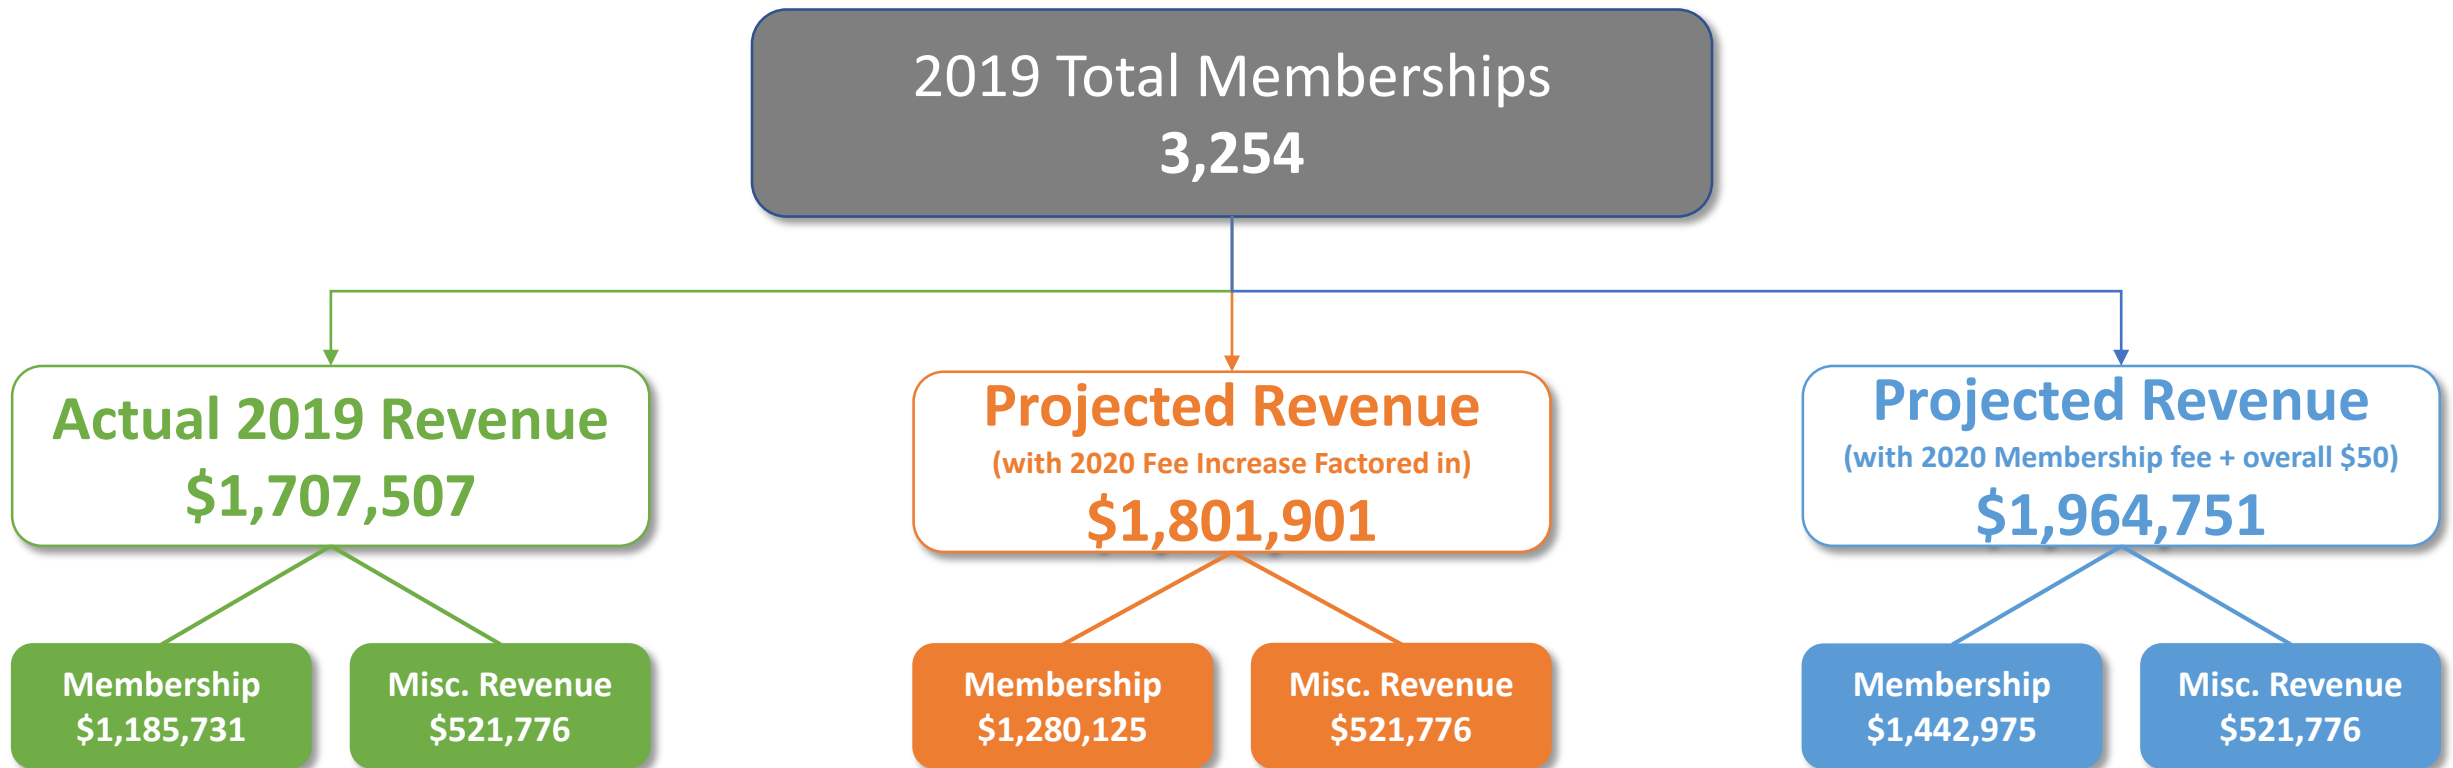 2019 Total Memberships
3,254
Actual 2019 Revenue
$1,707,507
Projected Revenue
(with 2020 Fee Increase Factored in)
$1,801,901
Projected Revenue
(with 2020 Membership fee + overall $50)
$1,964,751
Membership
$1,185,731
Misc. Revenue
$521,776
Membership
$1,280,125
Misc. Revenue
$521,776
Membership
$1,442,975
Misc. Revenue
$521,776